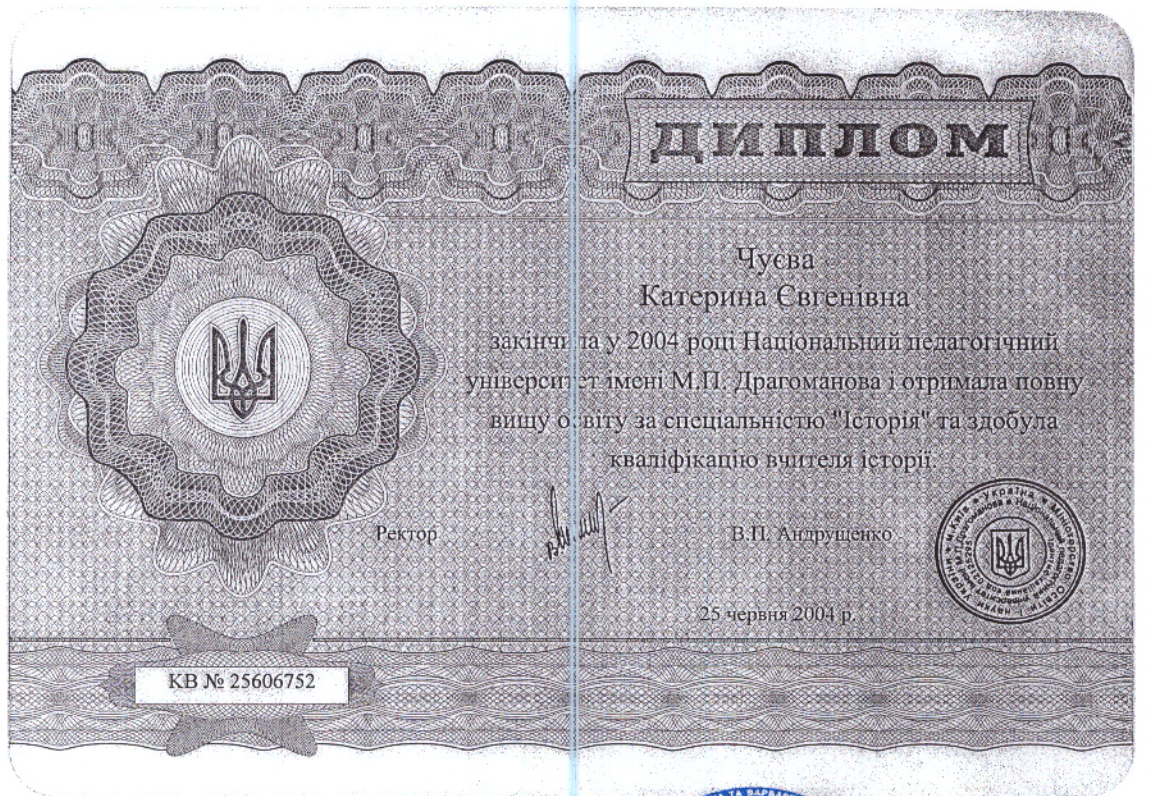 ДИПЛОМ
Чуєва
Катерина Євгенівна
закінчила у 2004 році Національний педагогічний
університет імені М.П. Драгоманова і отримала повну
вищу освіту за спеціальністю "Історія" та здобула
кваліфікацію вчителя історії.
Ректор
В.П. Андрущенко
25 червня 2004 р.
КВ № 25606752